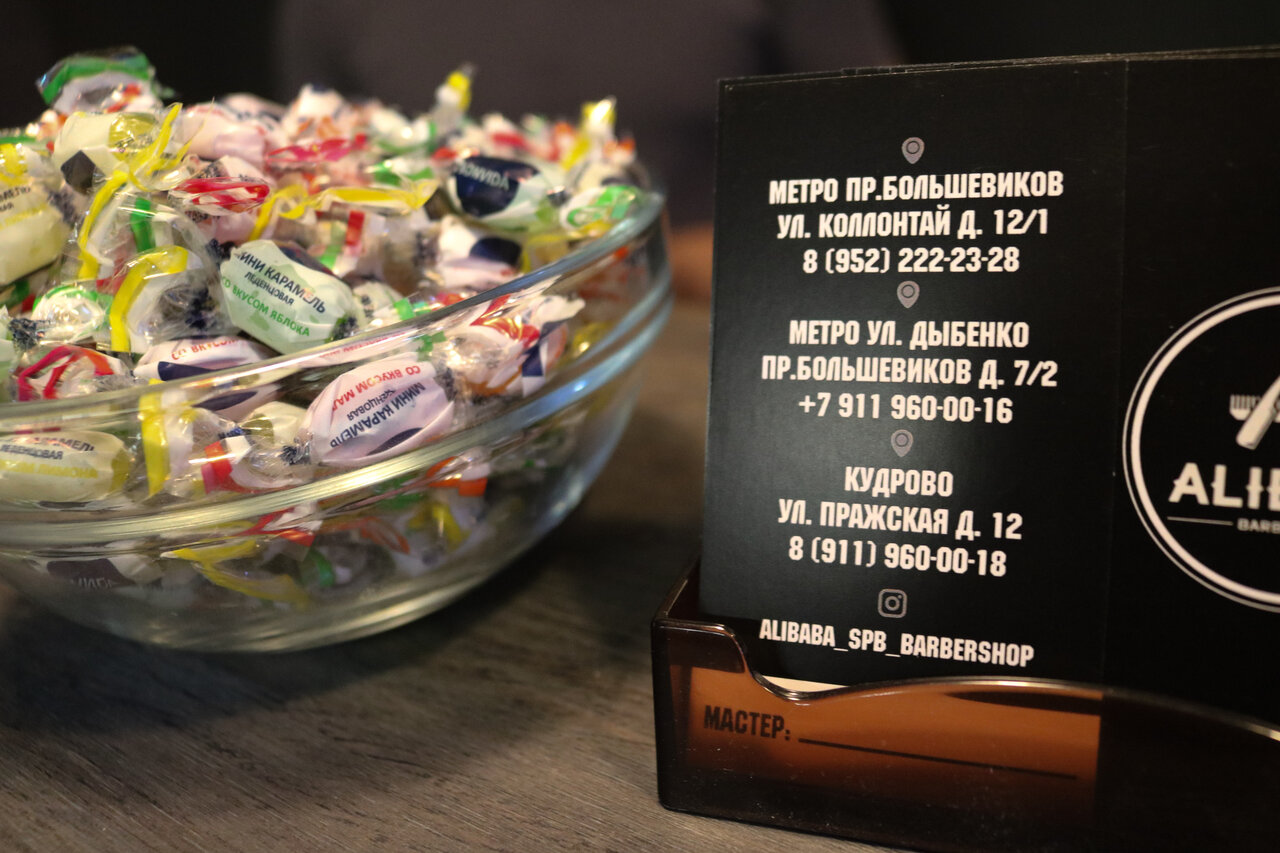 МИНИ КАРАМЕЛЬ
ЛЕДЕНЦОВАЯ
СО ВКУСОМ ЯБЛОКА
СО ВКУСОМ
МИНИ КАРАМЕЛЬ
МЕТРО ПР.БОЛЬШЕВИКОВ
УЛ. КОЛЛОНТАЙ Д. 12/1
8 (952) 222-23-28
МЕТРО УЛ. ДЫБЕНКО
ПР.БОЛЬШЕВИКОВ Д. 7/2
+7 911 960-00-16
КУДРОВО
УЛ. ПРАЖСКАЯ Д. 12
8 (911) 960-00-18
ALIBABA_SPB_BARBERSHOP
МАСТЕР:
ALI
BARB